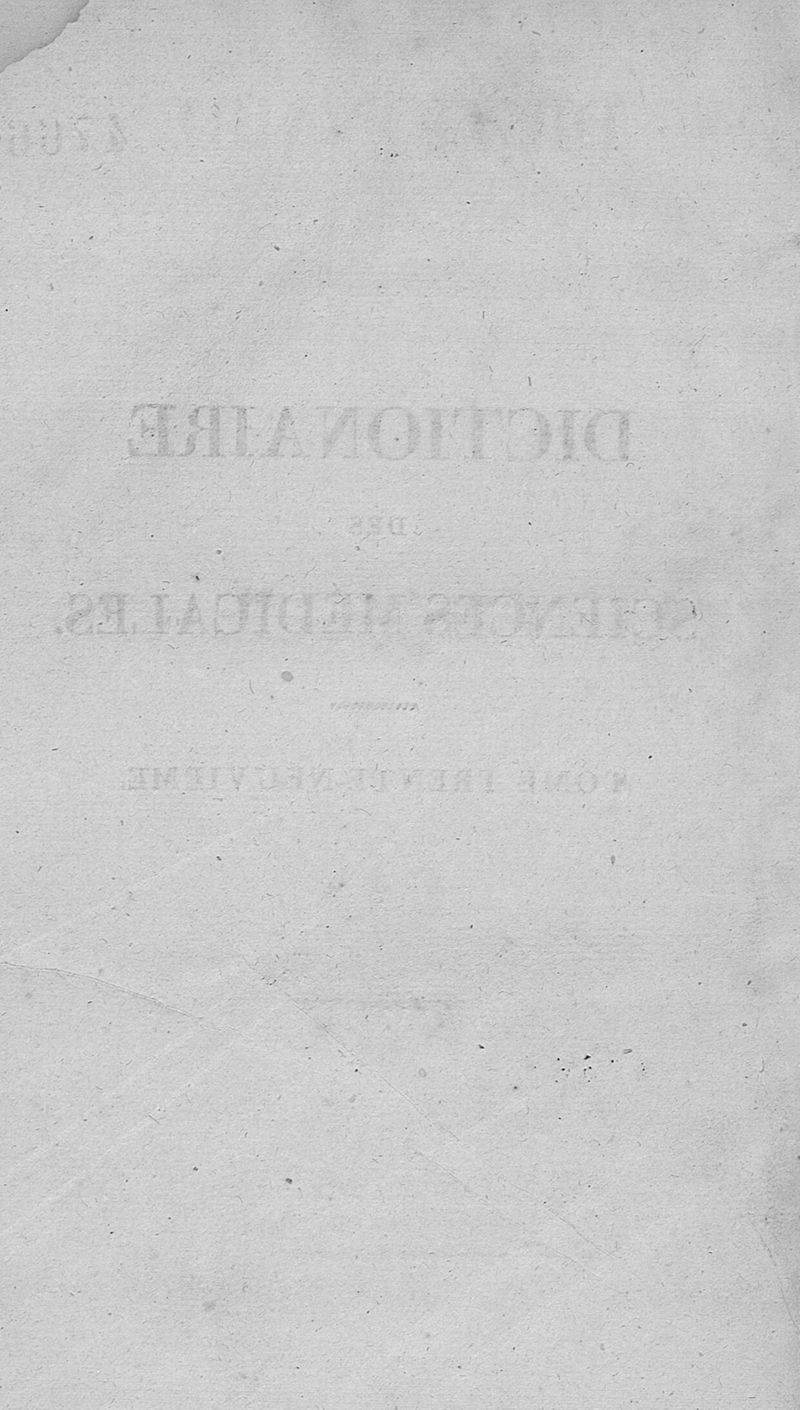 DICTIONAIRE
DES
SCIENCES MÉDICALES.
TOME TRENTE-NEUVIÈME.